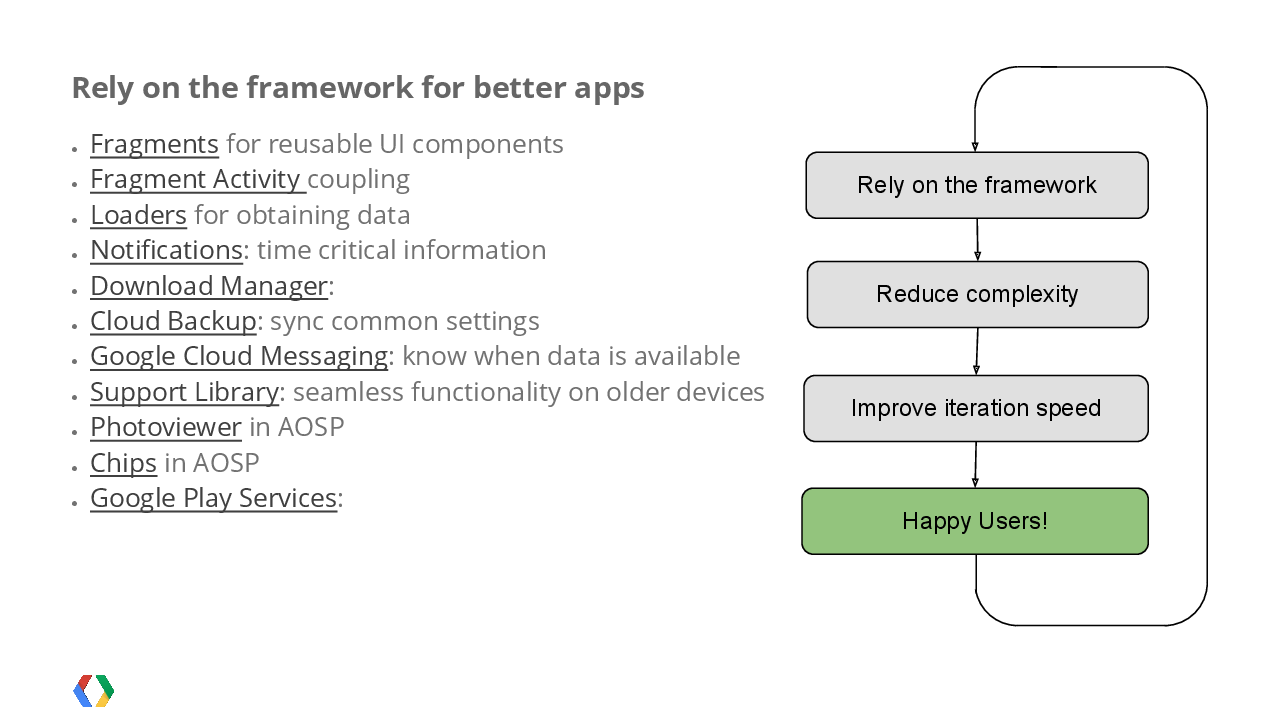 Rely on the framework for better apps
• Fragments for reusable UI components
• Fragment Activity coupling
• Loaders for obtaining data
• Notifications: time critical information
• Download Manager:
• Cloud Backup: sync common settings
• Google Cloud Messaging: know when data is available
• Support Library: seamless functionality on older devices
• Photoviewer in AOSP
• Chips in AOSP
• Google Play Services:
Rely on the framework
Reduce complexity
Improve iteration speed
Happy Users!